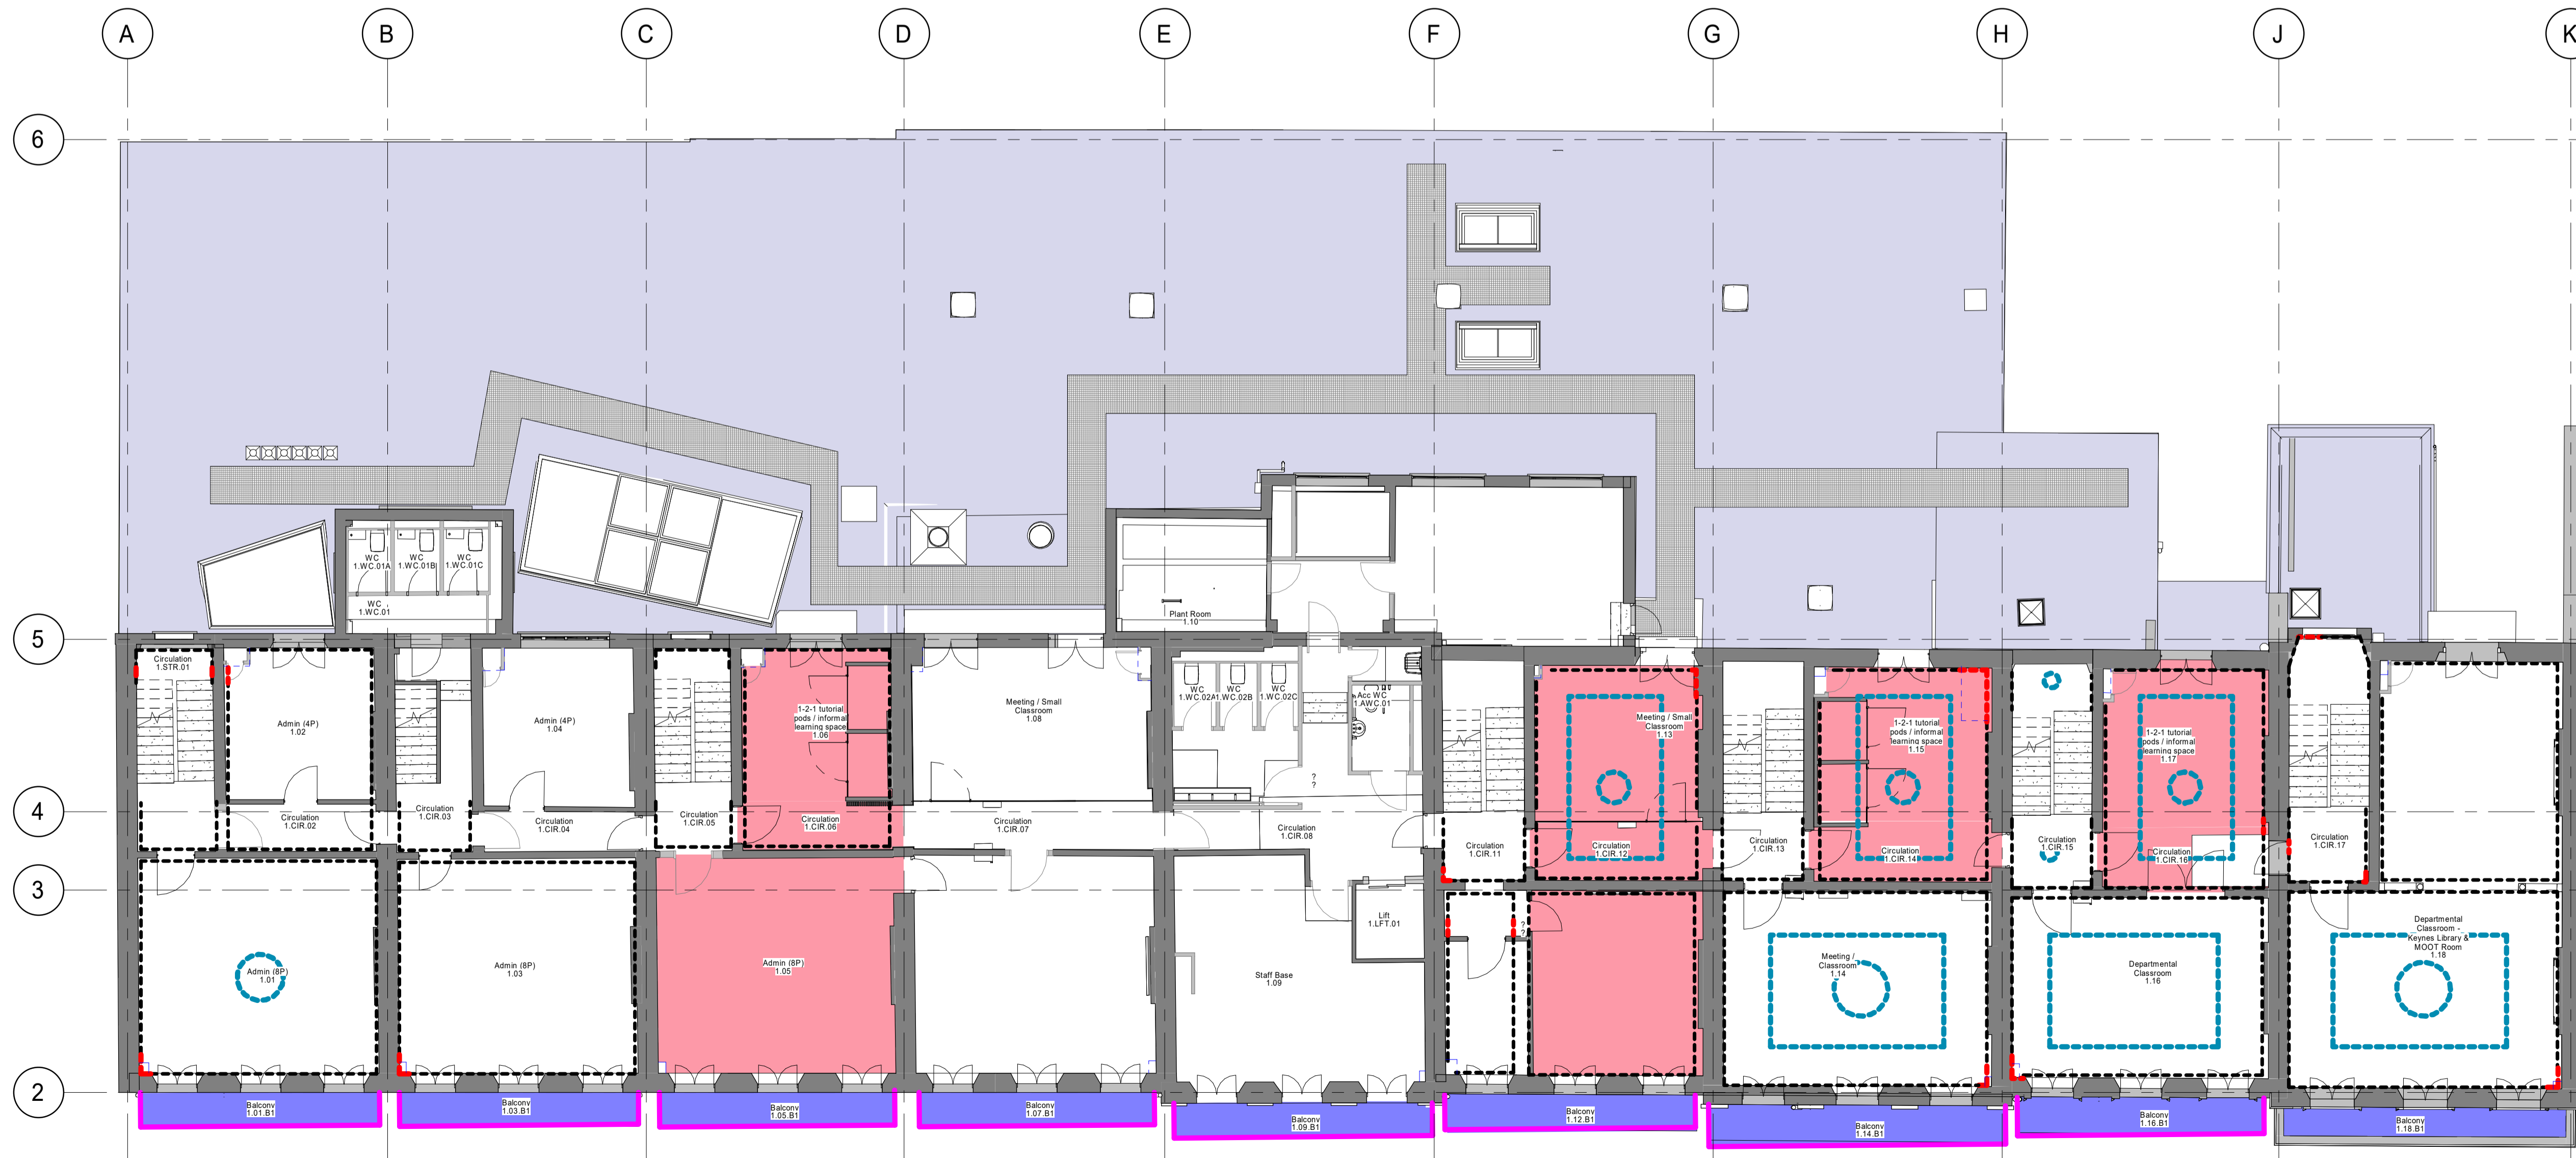 A
B
C
D
E
F
G
H
J
K
6
5
4
3
2
WC
1.WC.01A
WC
1.WC.01B
WC
1.WC.01C
WC
1.WC.01
Plant Room
1.10
Circulation
1.STR.01
Admin (4P)
1.02
Circulation
1.CIR.02
Circulation
1.CIR.03
Admin (4P)
1.04
Circulation
1.CIR.04
Circulation
1.CIR.05
1-2-1 tutorial
pods / informal
learning space
1.06
Circulation
1.CIR.06
Meeting / Small
Classroom
1.08
Circulation
1.CIR.07
WC
1.WC.02A
WC
1.WC.02B
WC
1.WC.02C
Acc WC
1.AWC.01
?
?
Circulation
1.CIR.08
Circulation
1.CIR.11
Meeting / Small
Classroom
1.13
Circulation
1.CIR.12
Circulation
1.CIR.13
1-2-1 tutorial
pods / informal
learning space
1.15
Circulation
1.CIR.14
Circulation
1.CIR.15
1-2-1 tutorial
pods / informal
learning space
1.17
Circulation
1.CIR.16
Circulation
1.CIR.17
Admin (8P)
1.01
Admin (8P)
1.03
Admin (8P)
1.05
Staff Base
1.09
Lift
1.LFT.01
?
?
Meeting /
Classroom
1.14
Departmental
Classroom
1.16
Departmental
Classroom -
Keynes Library &
MOOT Room
1.18
Balcony
1.01.B1
Balcony
1.03.B1
Balcony
1.05.B1
Balcony
1.07.B1
Balcony
1.09.B1
Balcony
1.12.B1
Balcony
1.14.B1
Balcony
1.16.B1
Balcony
1.18.B1